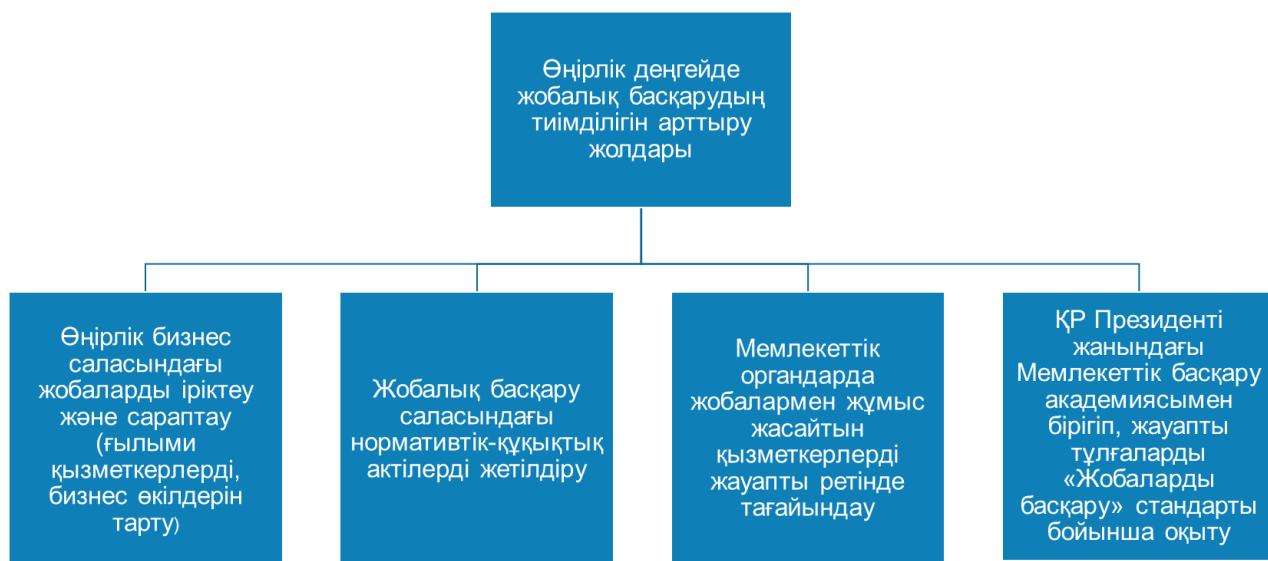 Өңірлік деңгейде
жобалық басқарудың
тиімділігін арттыру
жолдары
Өңірлік бизнес
саласындағы
жобаларды іріктеу
және сараптау
(ғылыми
қызметкерлерді,
бизнес өкілдерін
тарту)
Жобалық басқару
саласындағы
нормативтік-құқықтық
актілерді жетілдіру
Мемлекеттік
органдарда
жобалармен жұмыс
жасайтын
қызметкерлерді
жауапты ретінде
тағайындау
ҚР Президенті
жанындағы
Мемлекеттік басқару
академиясымен
бірігіп, жауапты
тұлғаларды
«Жобаларды
басқару» стандарты
бойынша оқыту